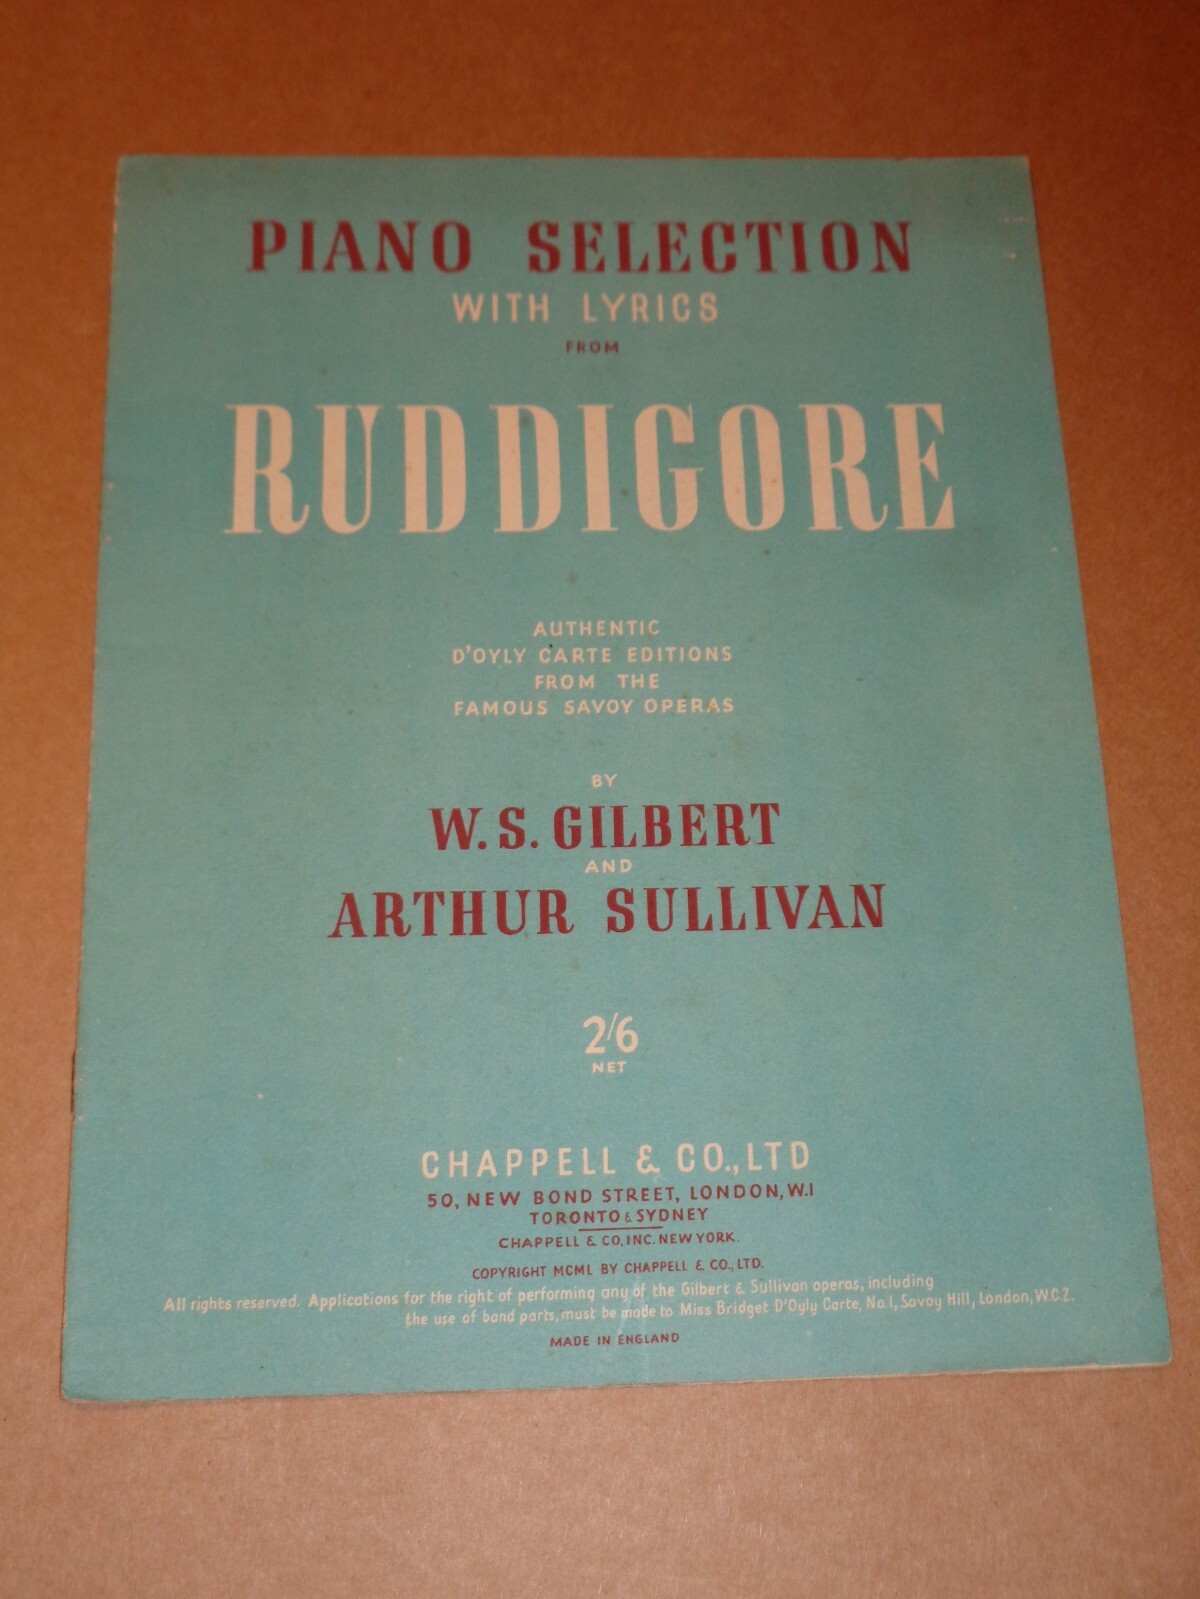 PIANO SELECTION
WITH LYRICS
FROM
RUDDIGORE
AUTHENTIC
D'OYLY CARTE EDITIONS
FROM THE
FAMOUS SAVOY OPERAS
BY
W. S. GILBERT
AND
ARTHUR SULLIVAN
2/6
NET
CHAPPELL & CO., LTD
50, NEW BOND STREET, LONDON, W.1
TORONTO & SYDNEY
CHAPPELL & CO, INC. NEW YORK.
COPYRIGHT MCML BY CHAPPELL & CO., LTD.
All rights reserved. Applications for the right of performing any of the Gilbert & Sullivan operas, including
the use of band parts, must be made to Miss Bridget D'Oyly Carte, No. 1, Savoy Hill, London, W.C.2.
MADE IN ENGLAND